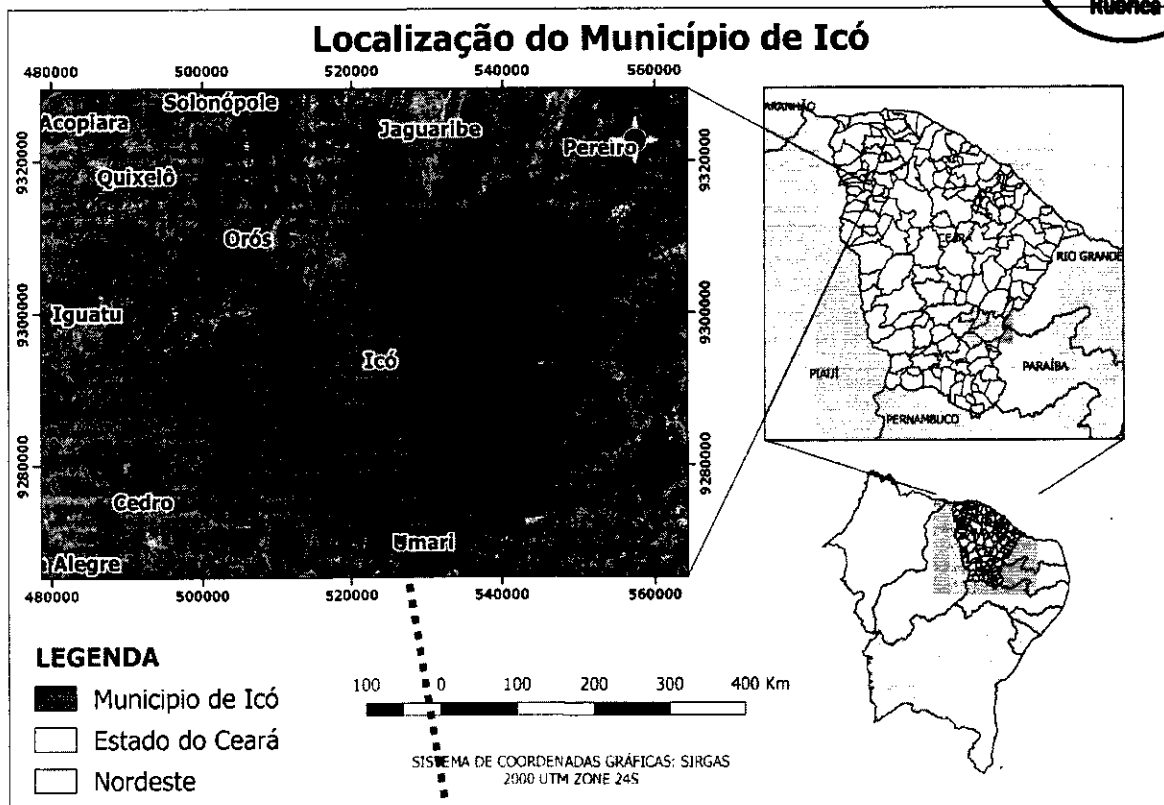 Rubrica
Localização do Município de Icó
480000 500000 520000 540000 560000
Solonópole
Acopiara
Jaguaribe
Pereiro
9320000
9320000
Quixelô
Orós
9300000
9300000
Iguatu
Icó
9280000
9280000
Cedro
Umari
Alegre
480000 500000 520000 540000 560000
ARANHÃO
CEARÁ
RIO GRANDE
PIAUÍ
PARAÍBA
PERNAMBUCO
LEGENDA
Municipio de Icó
Estado do Ceará
Nordeste
100 0 100 200 300 400 Km
SISTEMA DE COORDENADAS GRÁFICAS: SIRGAS
2000 UTM ZONE 24S